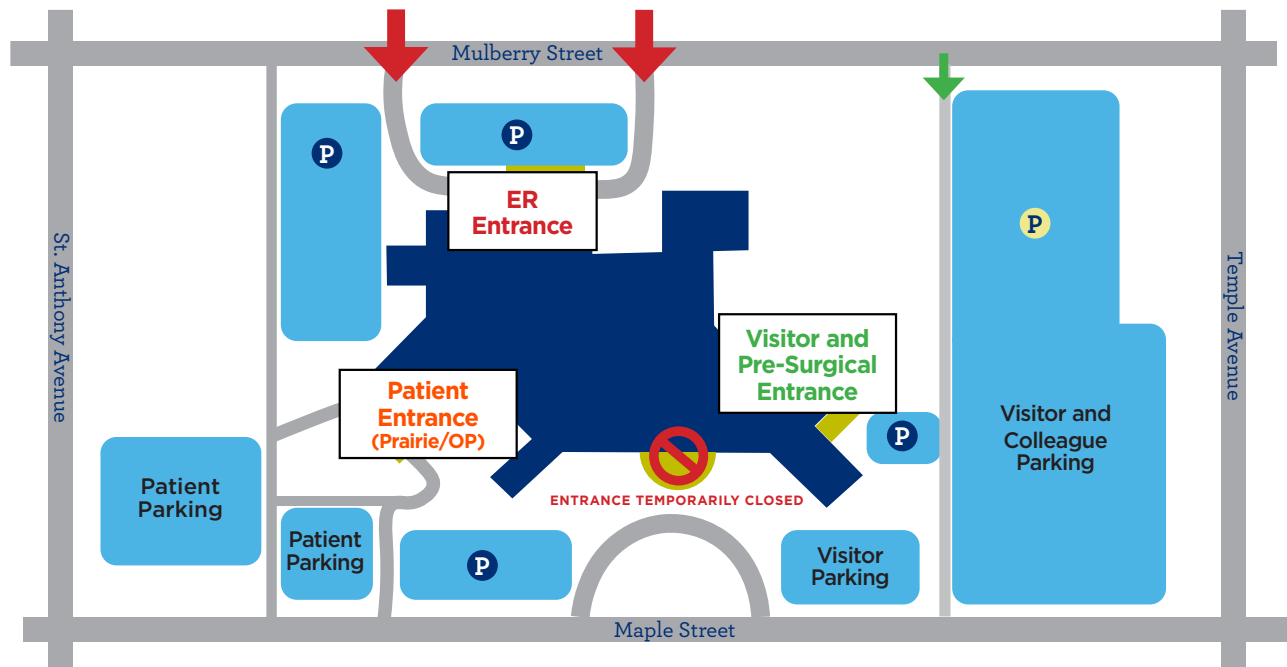 Mulberry Street
P
P
ER
Entrance
P
St. Anthony Avenue
Temple Avenue
Visitor and
Pre-Surgical
Entrance
Patient
Entrance
(Prairie/OP)
P
Visitor and
Colleague
Parking
Patient
Parking
ENTRANCE TEMPORARILY CLOSED
Patient
Parking
P
Visitor
Parking
Maple Street